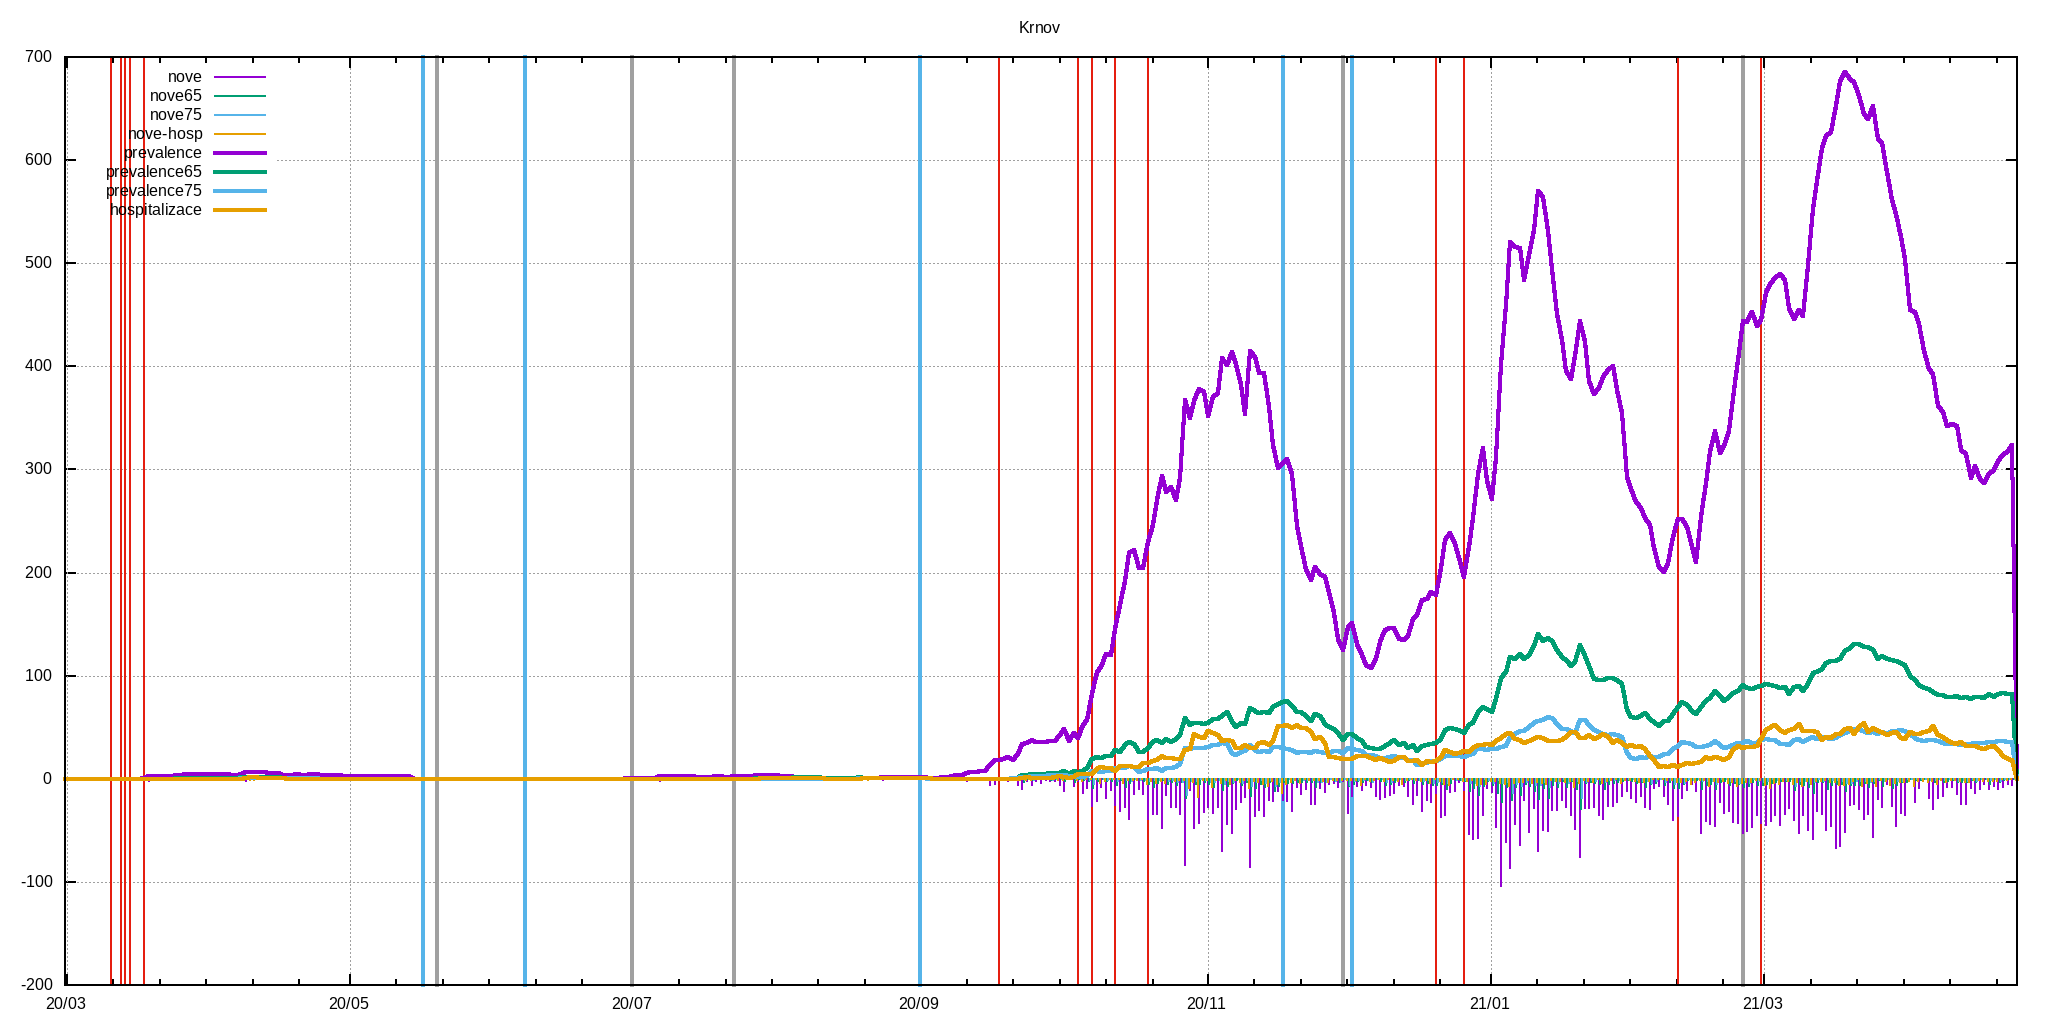 Krnov
700
600
500
400
300
200
100
0
-100
-200
nove
nove65
nove75
nove-hosp
prevalence
prevalence65
prevalence75
hospitalizace
20/03 20/05 20/07 20/09 20/11 21/01 21/03